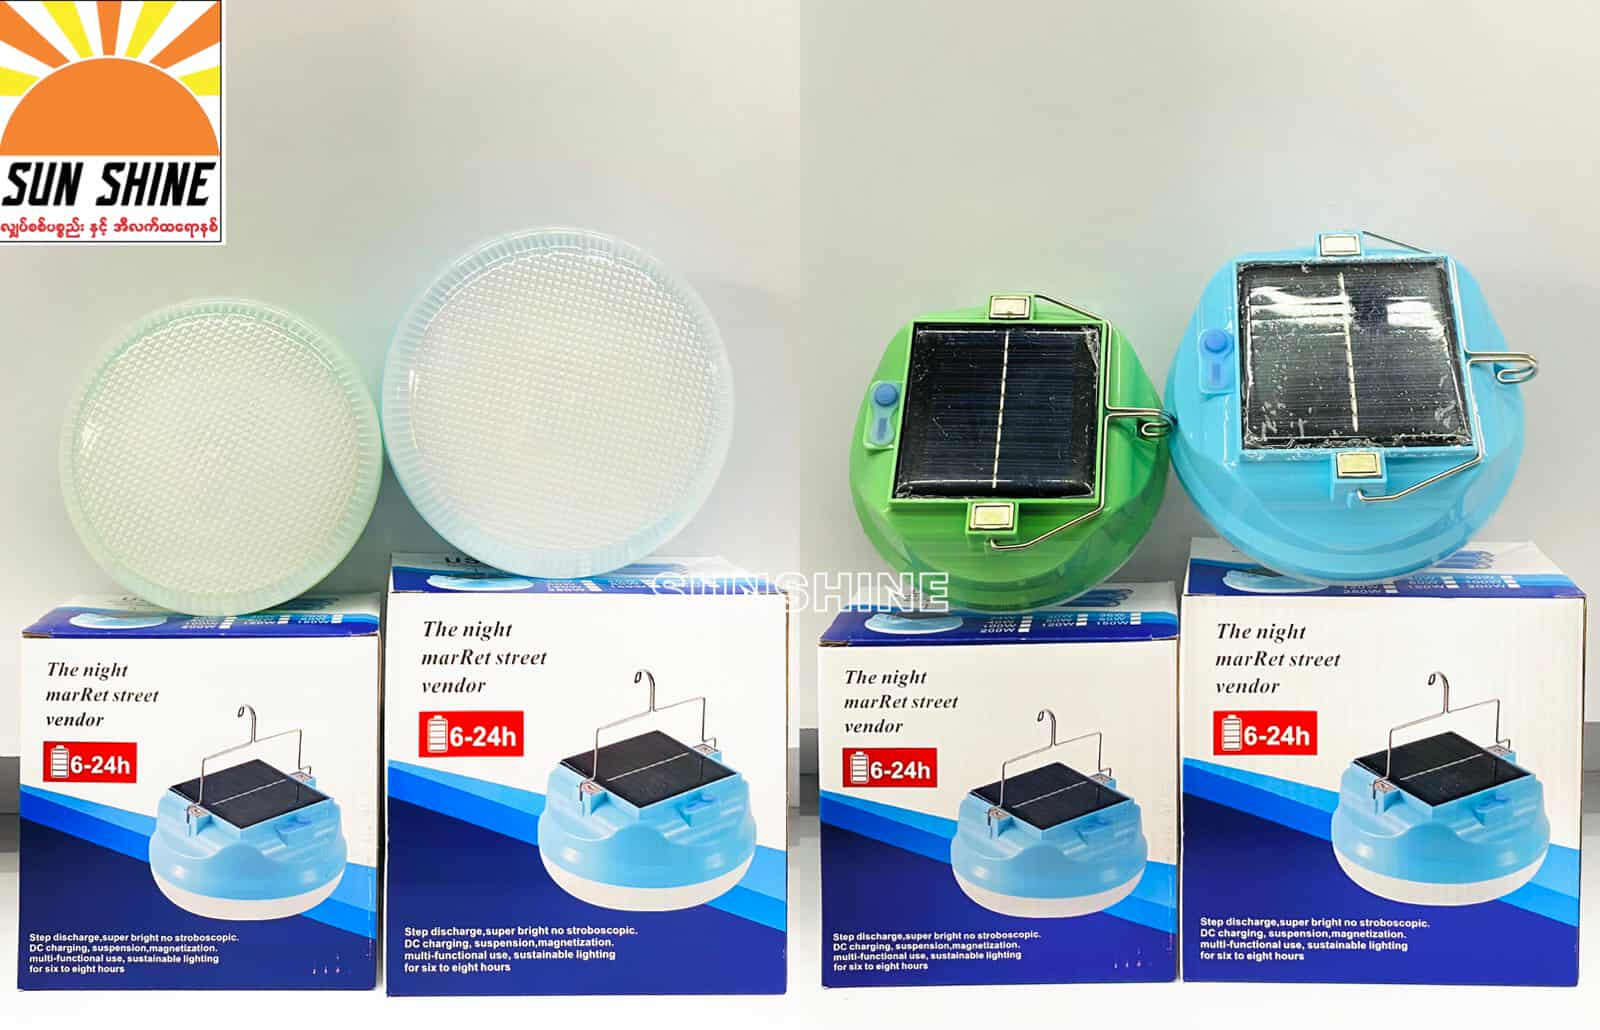 SUN SHINE
လျှပ်စစ်ပစ္စည်း နှင့် အီလက်ထရောနစ်
SUNSHINE
The night
marRet street
vendor
6-24h
Step discharge,super bright no stroboscopic.
DC charging, suspension,magnetization.
multi-functional use, sustainable lighting
for six to eight hours
US
The night
marRet street
vendor
6-24h
Step discharge,super bright no stroboscopic.
DC charging, suspension,magnetization.
multi-functional use, sustainable lighting
for six to eight hours
200W
The night
marRet street
vendor
6-24h
Step discharge,super bright no stroboscopic.
DC charging, suspension,magnetization.
multi-functional use, sustainable lighting
for six to eight hours
The night
marRet street
vendor
6-24h
Step discharge,super bright no stroboscopic.
DC charging, suspension,magnetization.
multi-functional use, sustainable lighting
for six to eight hours